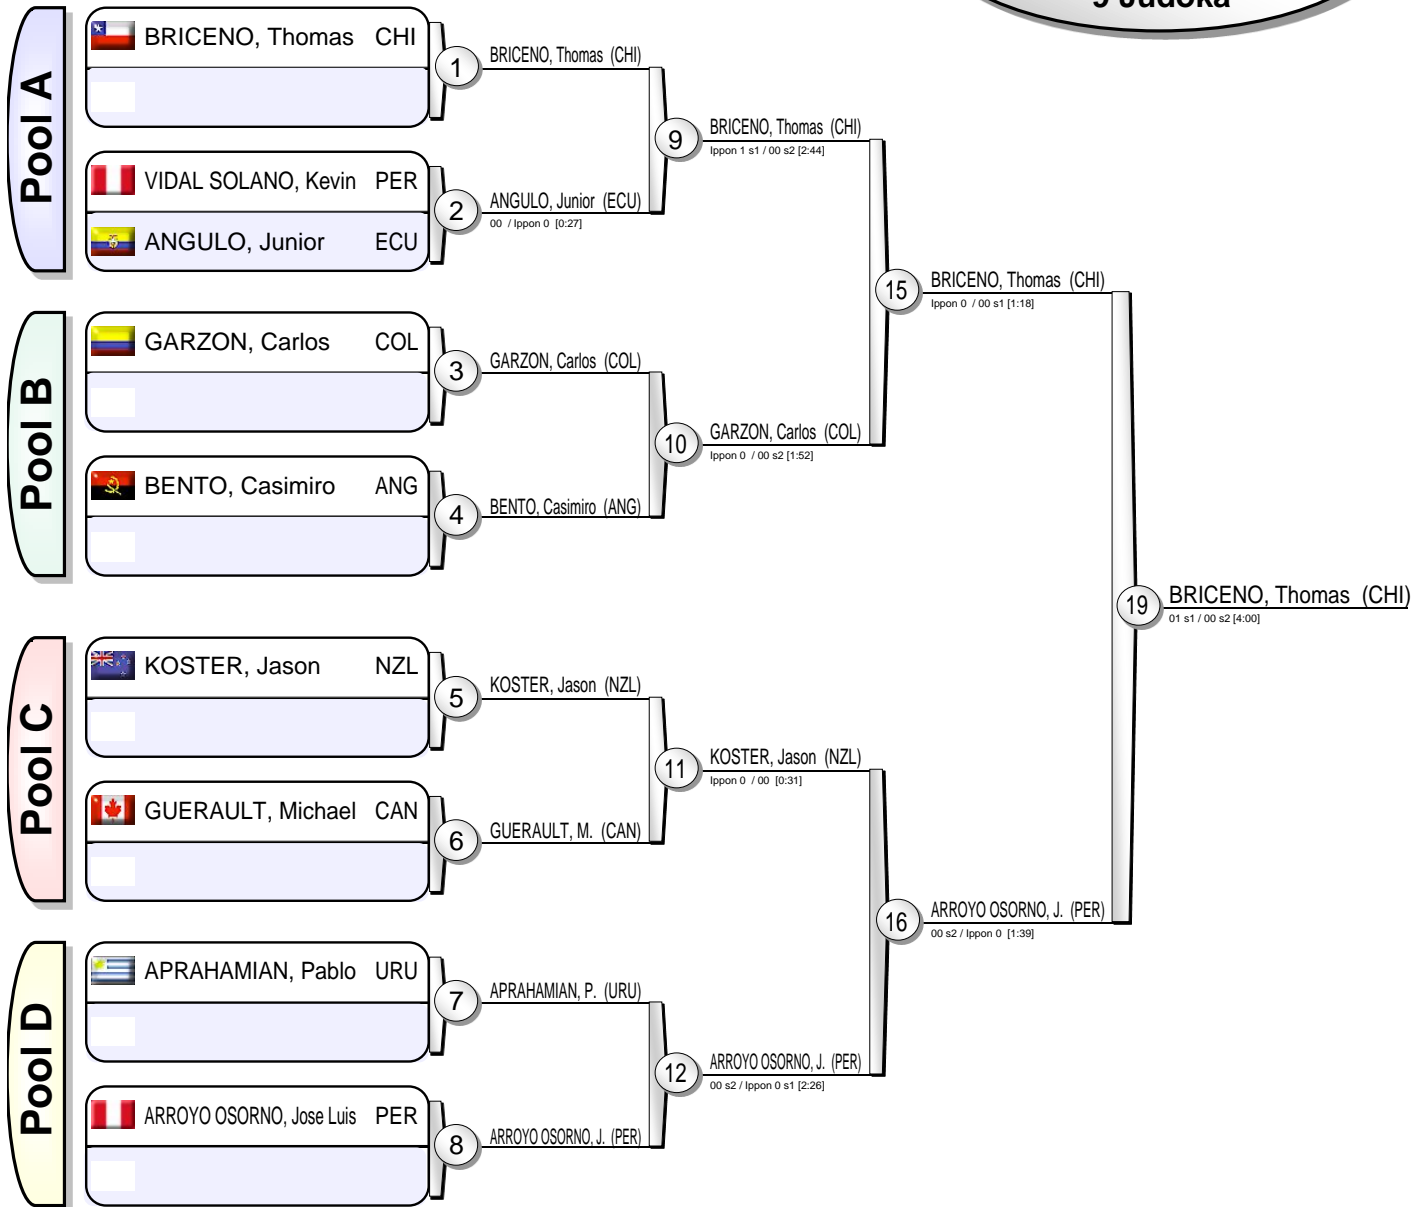 9 Judoka
Pool A
BRICENO, Thomas CHI
VIDAL SOLANO, Kevin PER
ANGULO, Junior ECU
Pool B
GARZON, Carlos COL
BENTO, Casimiro ANG
Pool C
KOSTER, Jason NZL
GUERAULT, Michael CAN
Pool D
APRAHAMIAN, Pablo URU
ARROYO OSORNO, Jose Luis PER
1
BRICENO, Thomas (CHI)
2
ANGULO, Junior (ECU)
00 / Ippon 0 [0:27]
3
GARZON, Carlos (COL)
4
BENTO, Casimiro (ANG)
5
KOSTER, Jason (NZL)
6
GUERAULT, M. (CAN)
7
APRAHAMIAN, P. (URU)
8
ARROYO OSORNO, J. (PER)
9
BRICENO, Thomas (CHI)
Ippon 1 s1 / 00 s2 [2:44]
10
GARZON, Carlos (COL)
Ippon 0 / 00 s2 [1:52]
11
KOSTER, Jason (NZL)
Ippon 0 / 00 [0:31]
12
ARROYO OSORNO, J. (PER)
00 s2 / Ippon 0 s1 [2:26]
15
BRICENO, Thomas (CHI)
Ippon 0 / 00 s1 [1:18]
16
ARROYO OSORNO, J. (PER)
00 s2 / Ippon 0 [1:39]
19
BRICENO, Thomas (CHI)
01 s1 / 00 s2 [4:00]